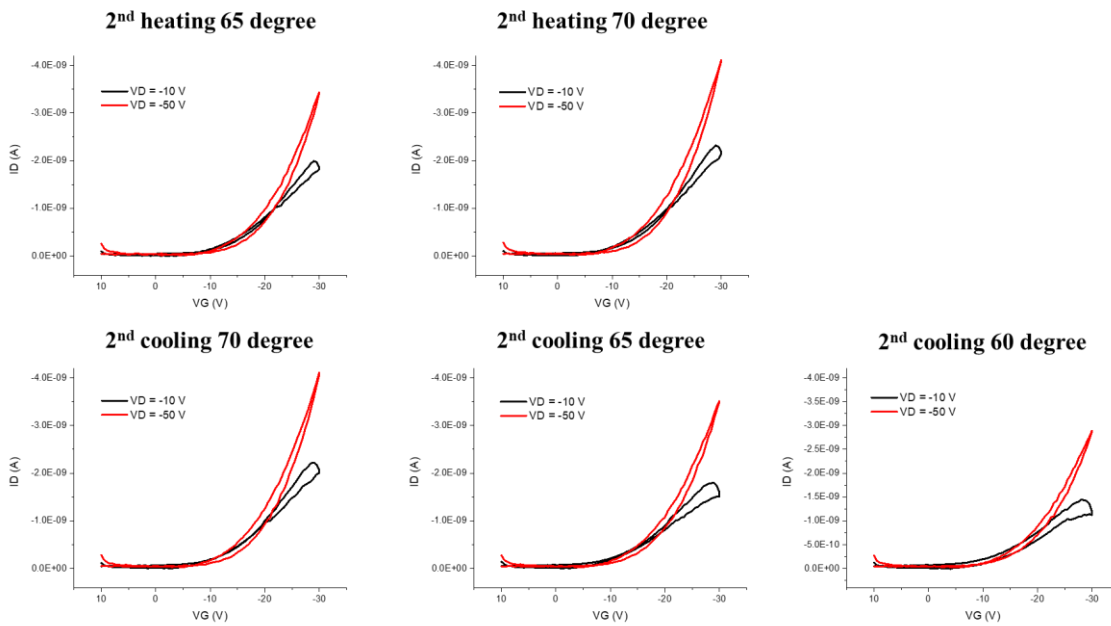 2nd heating 65 degree
-4.0E-09
-3.0E-09
-2.0E-09
-1.0E-09
0.0E+00
ID (A)
VD = -10 V
VD = -50 V
10
0
-10
-20
-30
VG (V)
2nd heating 70 degree
-4.0E-09
-3.0E-09
-2.0E-09
-1.0E-09
0.0E+00
ID (A)
VD = -10 V
VD = -50 V
10
0
-10
-20
-30
VG (V)
2nd cooling 70 degree
-4.0E-09
-3.0E-09
-2.0E-09
-1.0E-09
0.0E+00
ID (A)
VD = -10 V
VD = -50 V
10
0
-10
-20
-30
VG (V)
2nd cooling 65 degree
-4.0E-09
-3.0E-09
-2.0E-09
-1.0E-09
0.0E+00
ID (A)
VD = -10 V
VD = -50 V
10
0
-10
-20
-30
VG (V)
2nd cooling 60 degree
-4.0E-09
-3.5E-09
-3.0E-09
-2.5E-09
-2.0E-09
-1.5E-09
-1.0E-09
-5.0E-10
0.0E+00
ID (A)
VD = -10 V
VD = -50 V
10
0
-10
-20
-30
VG (V)